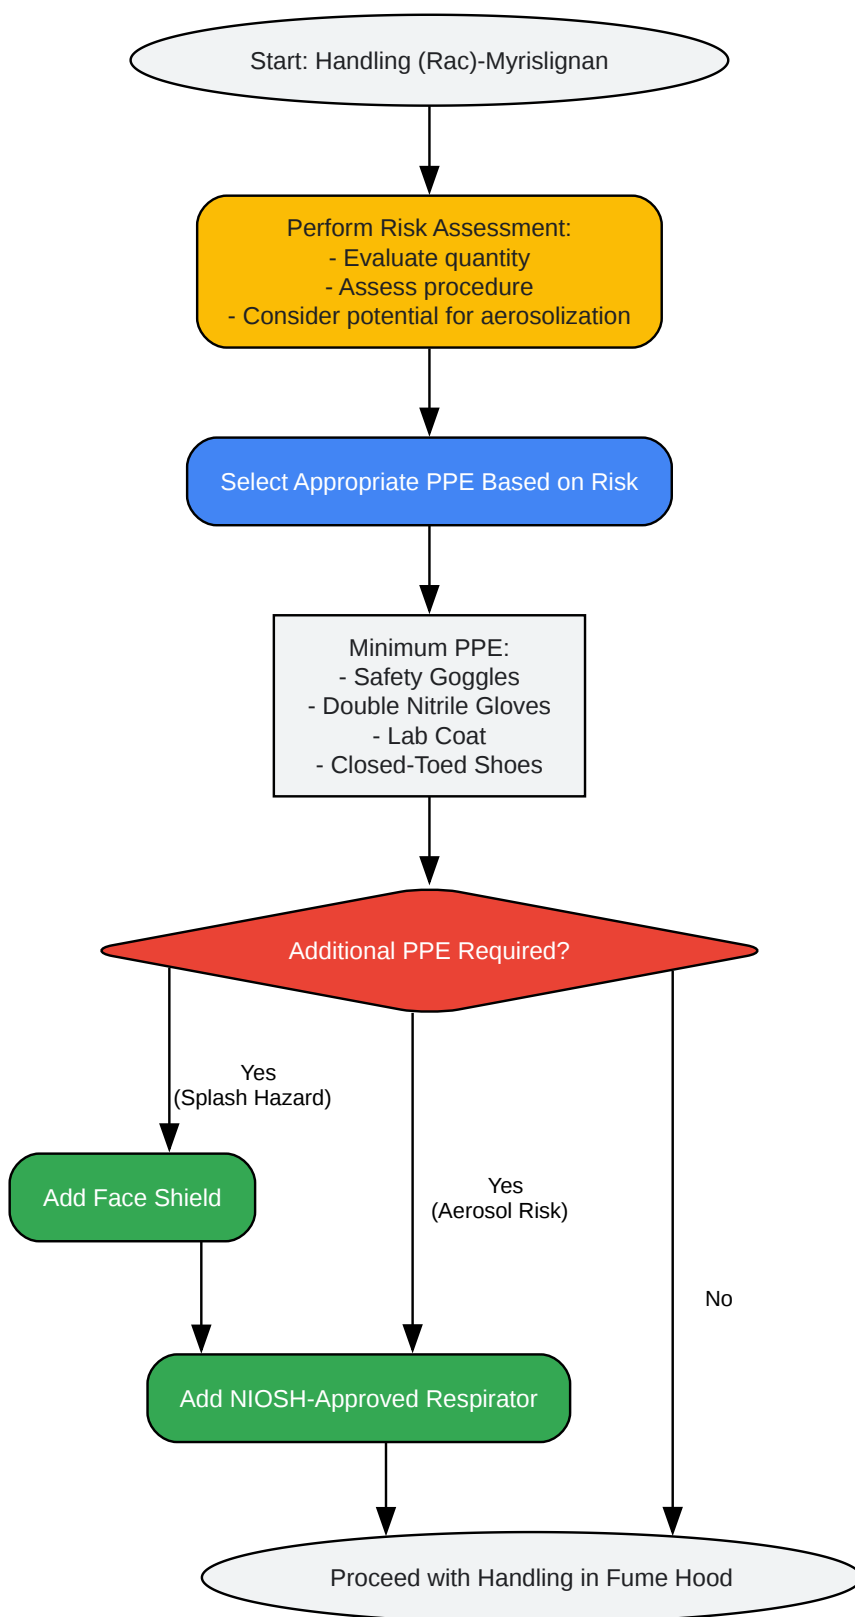 Start: Handling (Rac)-Myrislignan
Perform Risk Assessment:
- Evaluate quantity
- Assess procedure
- Consider potential for aerosolization
Select Appropriate PPE Based on Risk
Minimum PPE:
- Safety Goggles
- Double Nitrile Gloves
- Lab Coat
- Closed-Toed Shoes
Additional PPE Required?
Yes
(Splash Hazard)
Add Face Shield
Yes
(Aerosol Risk)
No
Add NIOSH-Approved Respirator
Proceed with Handling in Fume Hood